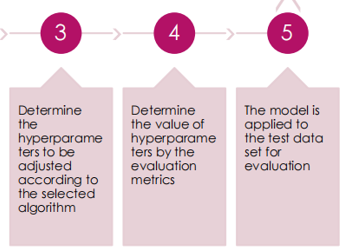 3
4
5
Determine
the
hyperparame
ters to be
adjusted
according to
the selected
algorithm
Determine
the value of
hyperparame
ters by the
evaluation
metrics
The model is
applied to
the test data
set for
evaluation